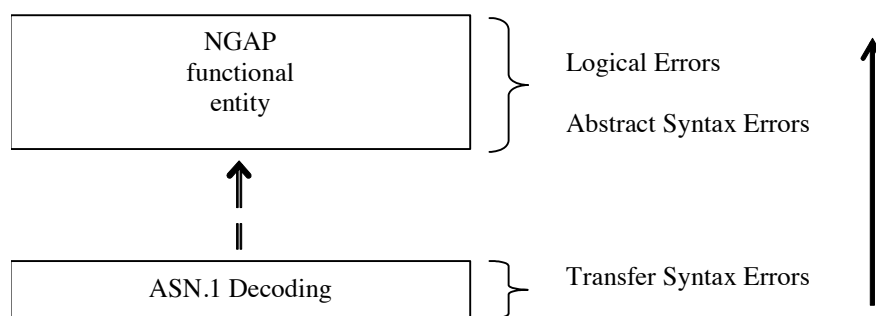 NGAP
functional
entity
Logical Errors
Abstract Syntax Errors
ASN.1 Decoding
Transfer Syntax Errors